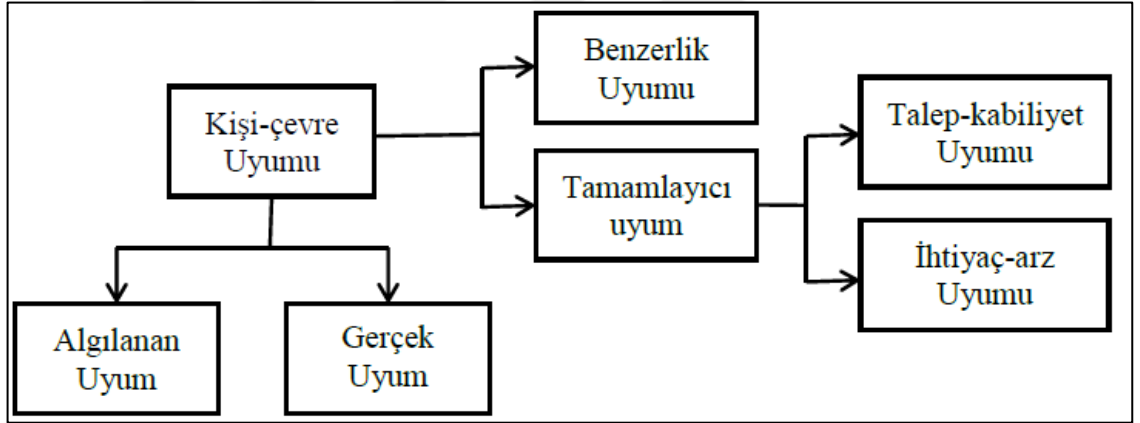 Benzerlik
Uyumu
Kişi-çevre
Uyumu
Talep-kabiliyet
Uyumu
Tamamlayıcı
uyum
İhtiyaç-arz
Uyumu
Algılanan
Uyum
Gerçek
Uyum